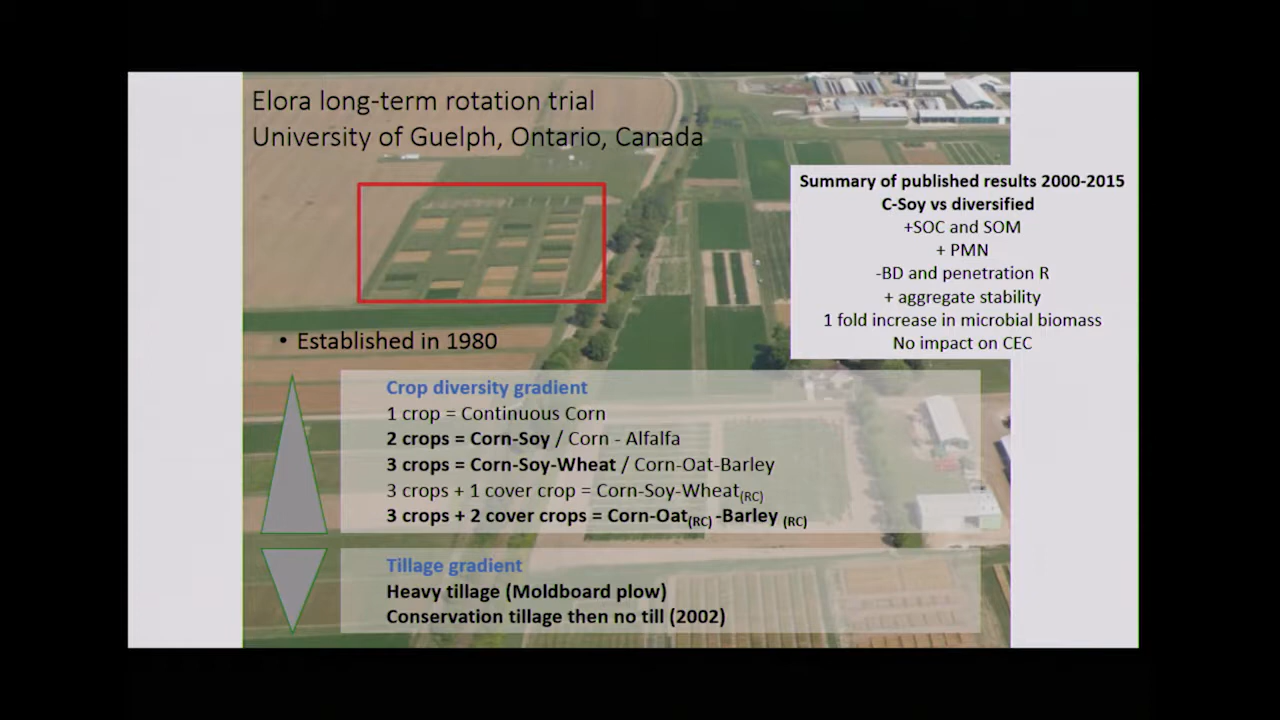 Elora long-term rotation trial
University of Guelph, Ontario, Canada
Summary of published results 2000-2015
C-Soy vs diversified
+SOC and SOM
+ PMN
-BD and penetration R
+ aggregate stability
1 fold increase in microbial biomass
No impact on CEC
• Established in 1980
Crop diversity gradient
1 crop = Continuous Corn
2 crops = Corn-Soy / Corn - Alfalfa
3 crops = Corn-Soy-Wheat / Corn-Oat-Barley
3 crops + 1 cover crop = Corn-Soy-Wheat(RC)
3 crops + 2 cover crops = Corn-Oat(RC) -Barley (RC)
Tillage gradient
Heavy tillage (Moldboard plow)
Conservation tillage then no till (2002)